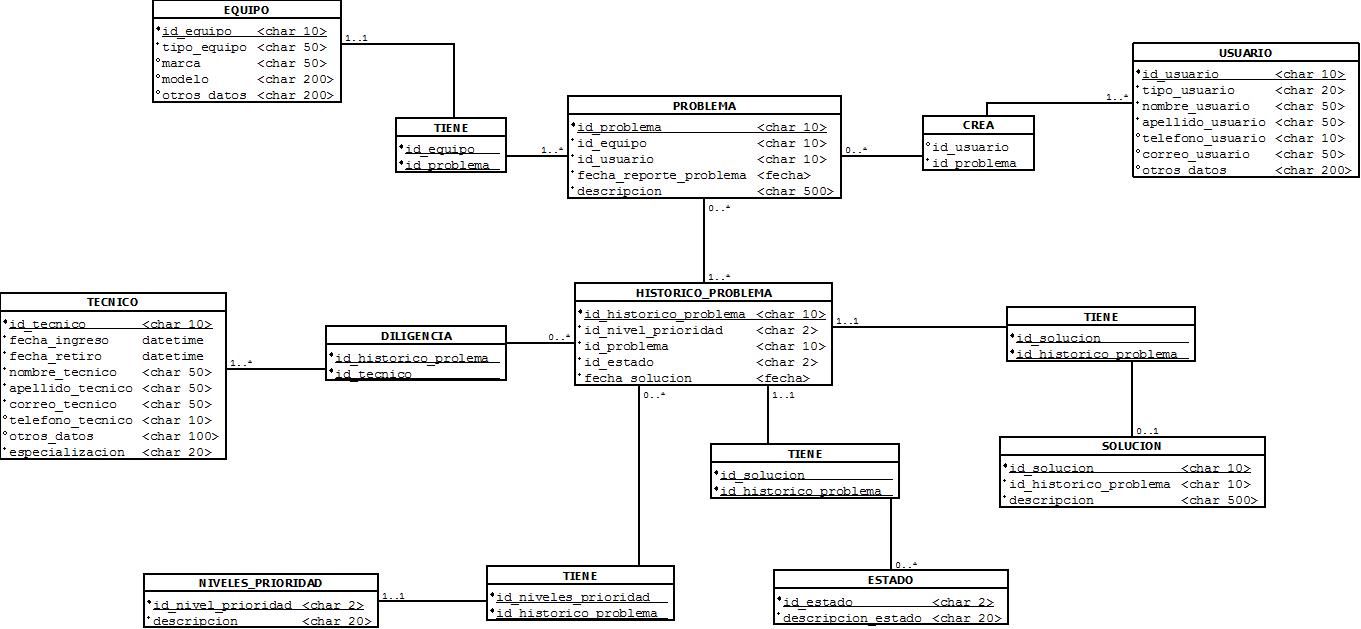 EQUIPO
id_equipo <char 10>
tipo_equipo <char 50>
marca <char 50>
modelo <char 200>
otros_datos <char 200>
1..1
TIENE
id_equipo
id_problema
1..*
PROBLEMA
id_problema <char 10>
id_equipo <char 10>
id_usuario <char 10>
fecha_reporte_problema <fecha>
descripcion <char 500>
0..*
CREA
id_usuario
id_problema
1..*
USUARIO
id_usuario <char 10>
tipo_usuario <char 20>
nombre_usuario <char 50>
apellido_usuario <char 50>
telefono_usuario <char 10>
correo_usuario <char 50>
otros_datos <char 200>
0..*
1..*
TECNICO
id_tecnico <char 10>
fecha_ingreso datetime
fecha_retiro datetime
nombre_tecnico <char 50>
apellido_tecnico <char 50>
correo_tecnico <char 50>
telefono_tecnico <char 10>
otros_datos <char 100>
especializacion <char 20>
1..*
DILIGENCIA
id_historico_prolema
id_tecnico
0..*
HISTORICO_PROBLEMA
id_historico_problema <char 10>
id_nivel_prioridad <char 2>
id_problema <char 10>
id_estado <char 2>
fecha_solucion <fecha>
1..1
TIENE
id_solucion
id_historico_problema
0..1
SOLUCION
id_solucion <char 10>
id_historico_problema <char 10>
descripcion <char 500>
0..*
1..1
TIENE
id_solucion
id_historico_problema
0..*
ESTADO
id_estado <char 2>
descripcion_estado <char 20>
NIVELES_PRIORIDAD
id_nivel_prioridad <char 2>
descripcion <char 20>
1..1
TIENE
id_niveles_prioridad
id_historico_problema